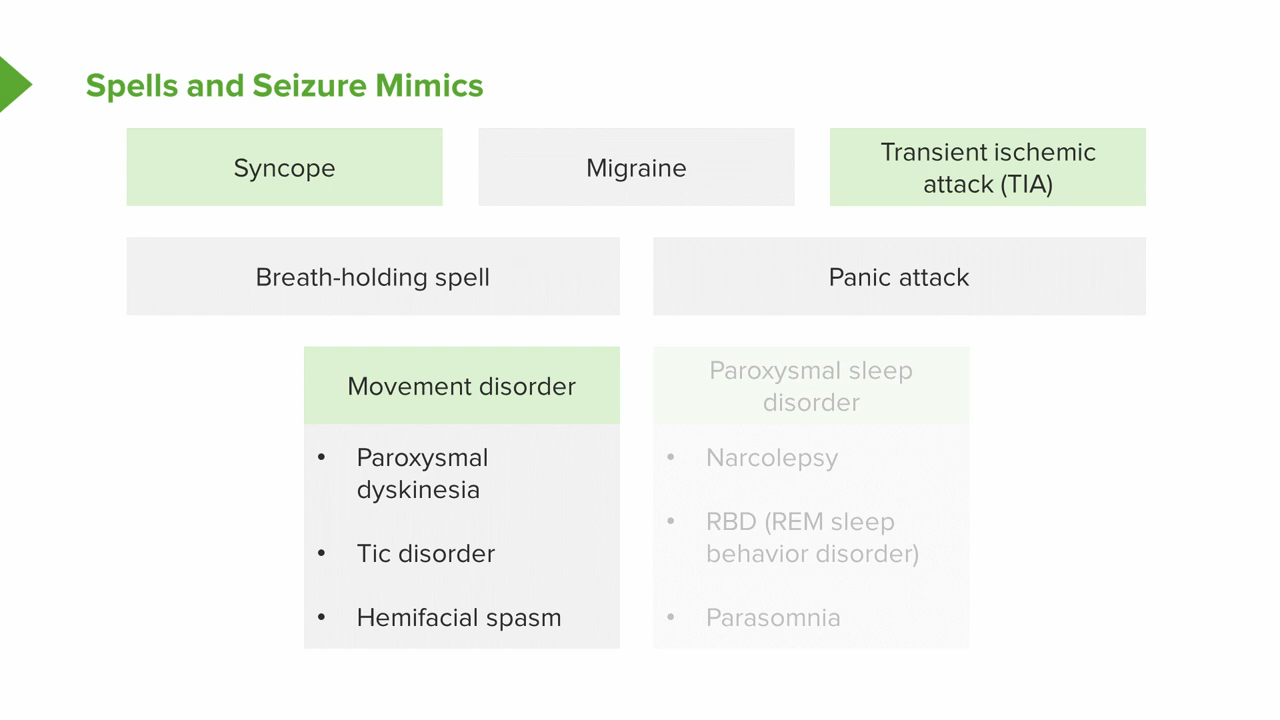 Spells and Seizure Mimics
Syncope
Migraine
Transient ischemic
attack (TIA)
Breath-holding spell
Panic attack
Movement disorder
• Paroxysmal
dyskinesia
• Tic disorder
• Hemifacial spasm
Paroxysmal sleep
disorder
• Narcolepsy
• RBD (REM sleep
behavior disorder)
• Parasomnia